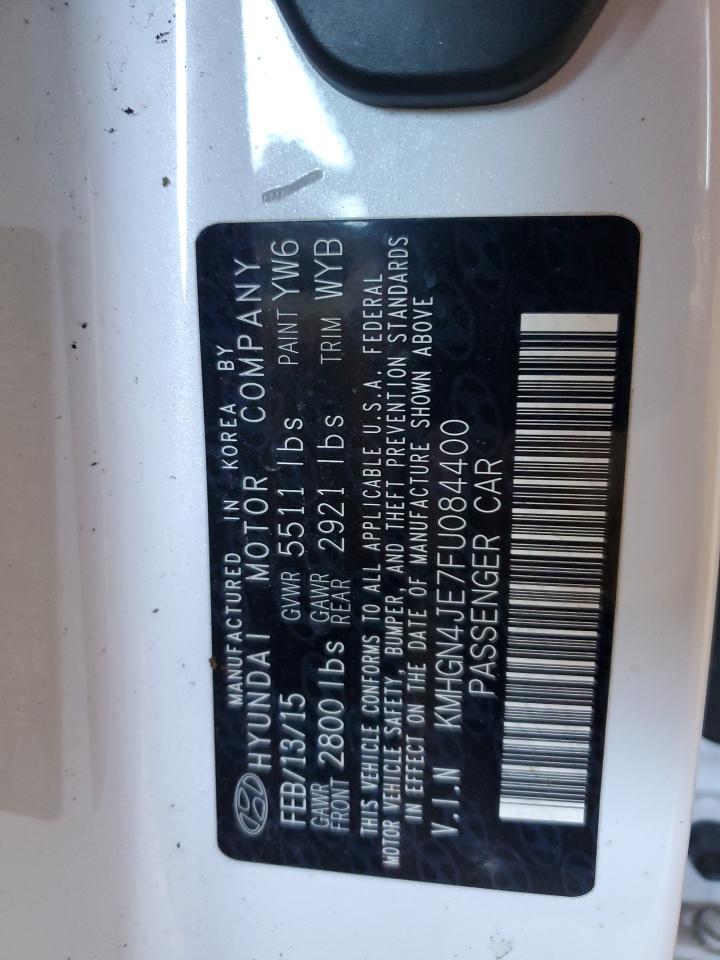 MANUFACTURED IN KOREA BY
HYUNDAI MOTOR COMPANY
FEB/13/15 GVWR 5511 lbs PAINT YW6
GAWR FRONT 2800 lbs GAWR REAR 2921 lbs TRIM WYB
THIS VEHICLE CONFORMS TO ALL APPLICABLE U.S.A. FEDERAL
MOTOR VEHICLE SAFETY, BUMPER, AND THEFT PREVENTION STANDARDS
IN EFFECT ON THE DATE OF MANUFACTURE SHOWN ABOVE
V.I.N KMHGN4JE7FU084400
PASSENGER CAR